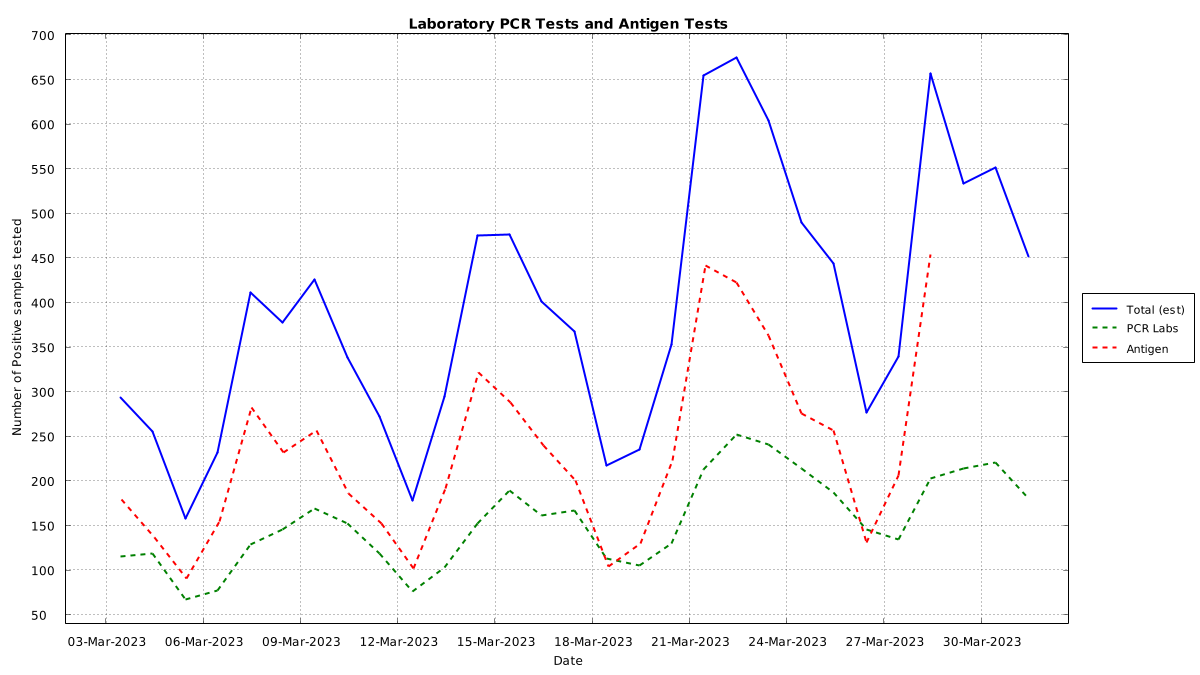 Laboratory PCR Tests and Antigen Tests
700
650
600
550
500
450
400
350
300
250
200
150
100
50
Number of Positive samples tested
03-Mar-2023 06-Mar-2023 09-Mar-2023 12-Mar-2023 15-Mar-2023 18-Mar-2023 21-Mar-2023 24-Mar-2023 27-Mar-2023 30-Mar-2023
Date
Total (est)
PCR Labs
Antigen